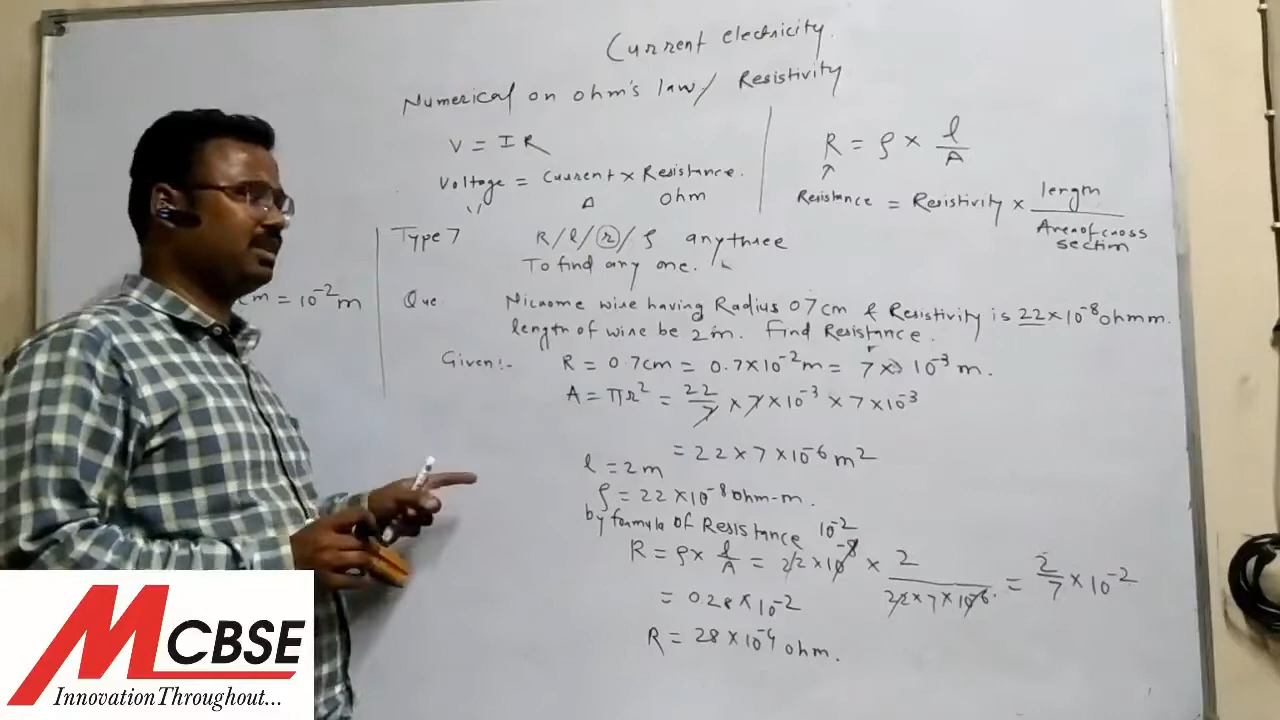 Current electricity.
Numerical on ohm's law/ Resistivity
V = I R
Voltage = Current × Resistance.
A ohm
R = ρ × l/A
Resistance = Resistivity × length/Area of cross section
Type 7 R/l/r/ρ any three
To find any one.
cm = 10⁻² m
Que Nicrome wire having Radius 0.7cm & Resistivity is 22×10⁻⁸ ohmm.
length of wine be 2m. Find Resistance.
Given:- R = 0.7cm = 0.7×10⁻²m = 7×10⁻³ m.
A = πr² = 22/7 × 7×10⁻³ × 7×10⁻³
= 22×7×10⁻⁶ m²
l = 2m
ρ = 22×10⁻⁸ ohm-m.
by formula of Resistance
10⁻²
R = ρ × l/A = 22×10⁻⁸ × 2/22×7×10⁻⁶ = 2/7 × 10⁻²
= 0.28×10⁻²
R = 28×10⁻⁴ ohm.
MCBSE
Innovation Throughout...